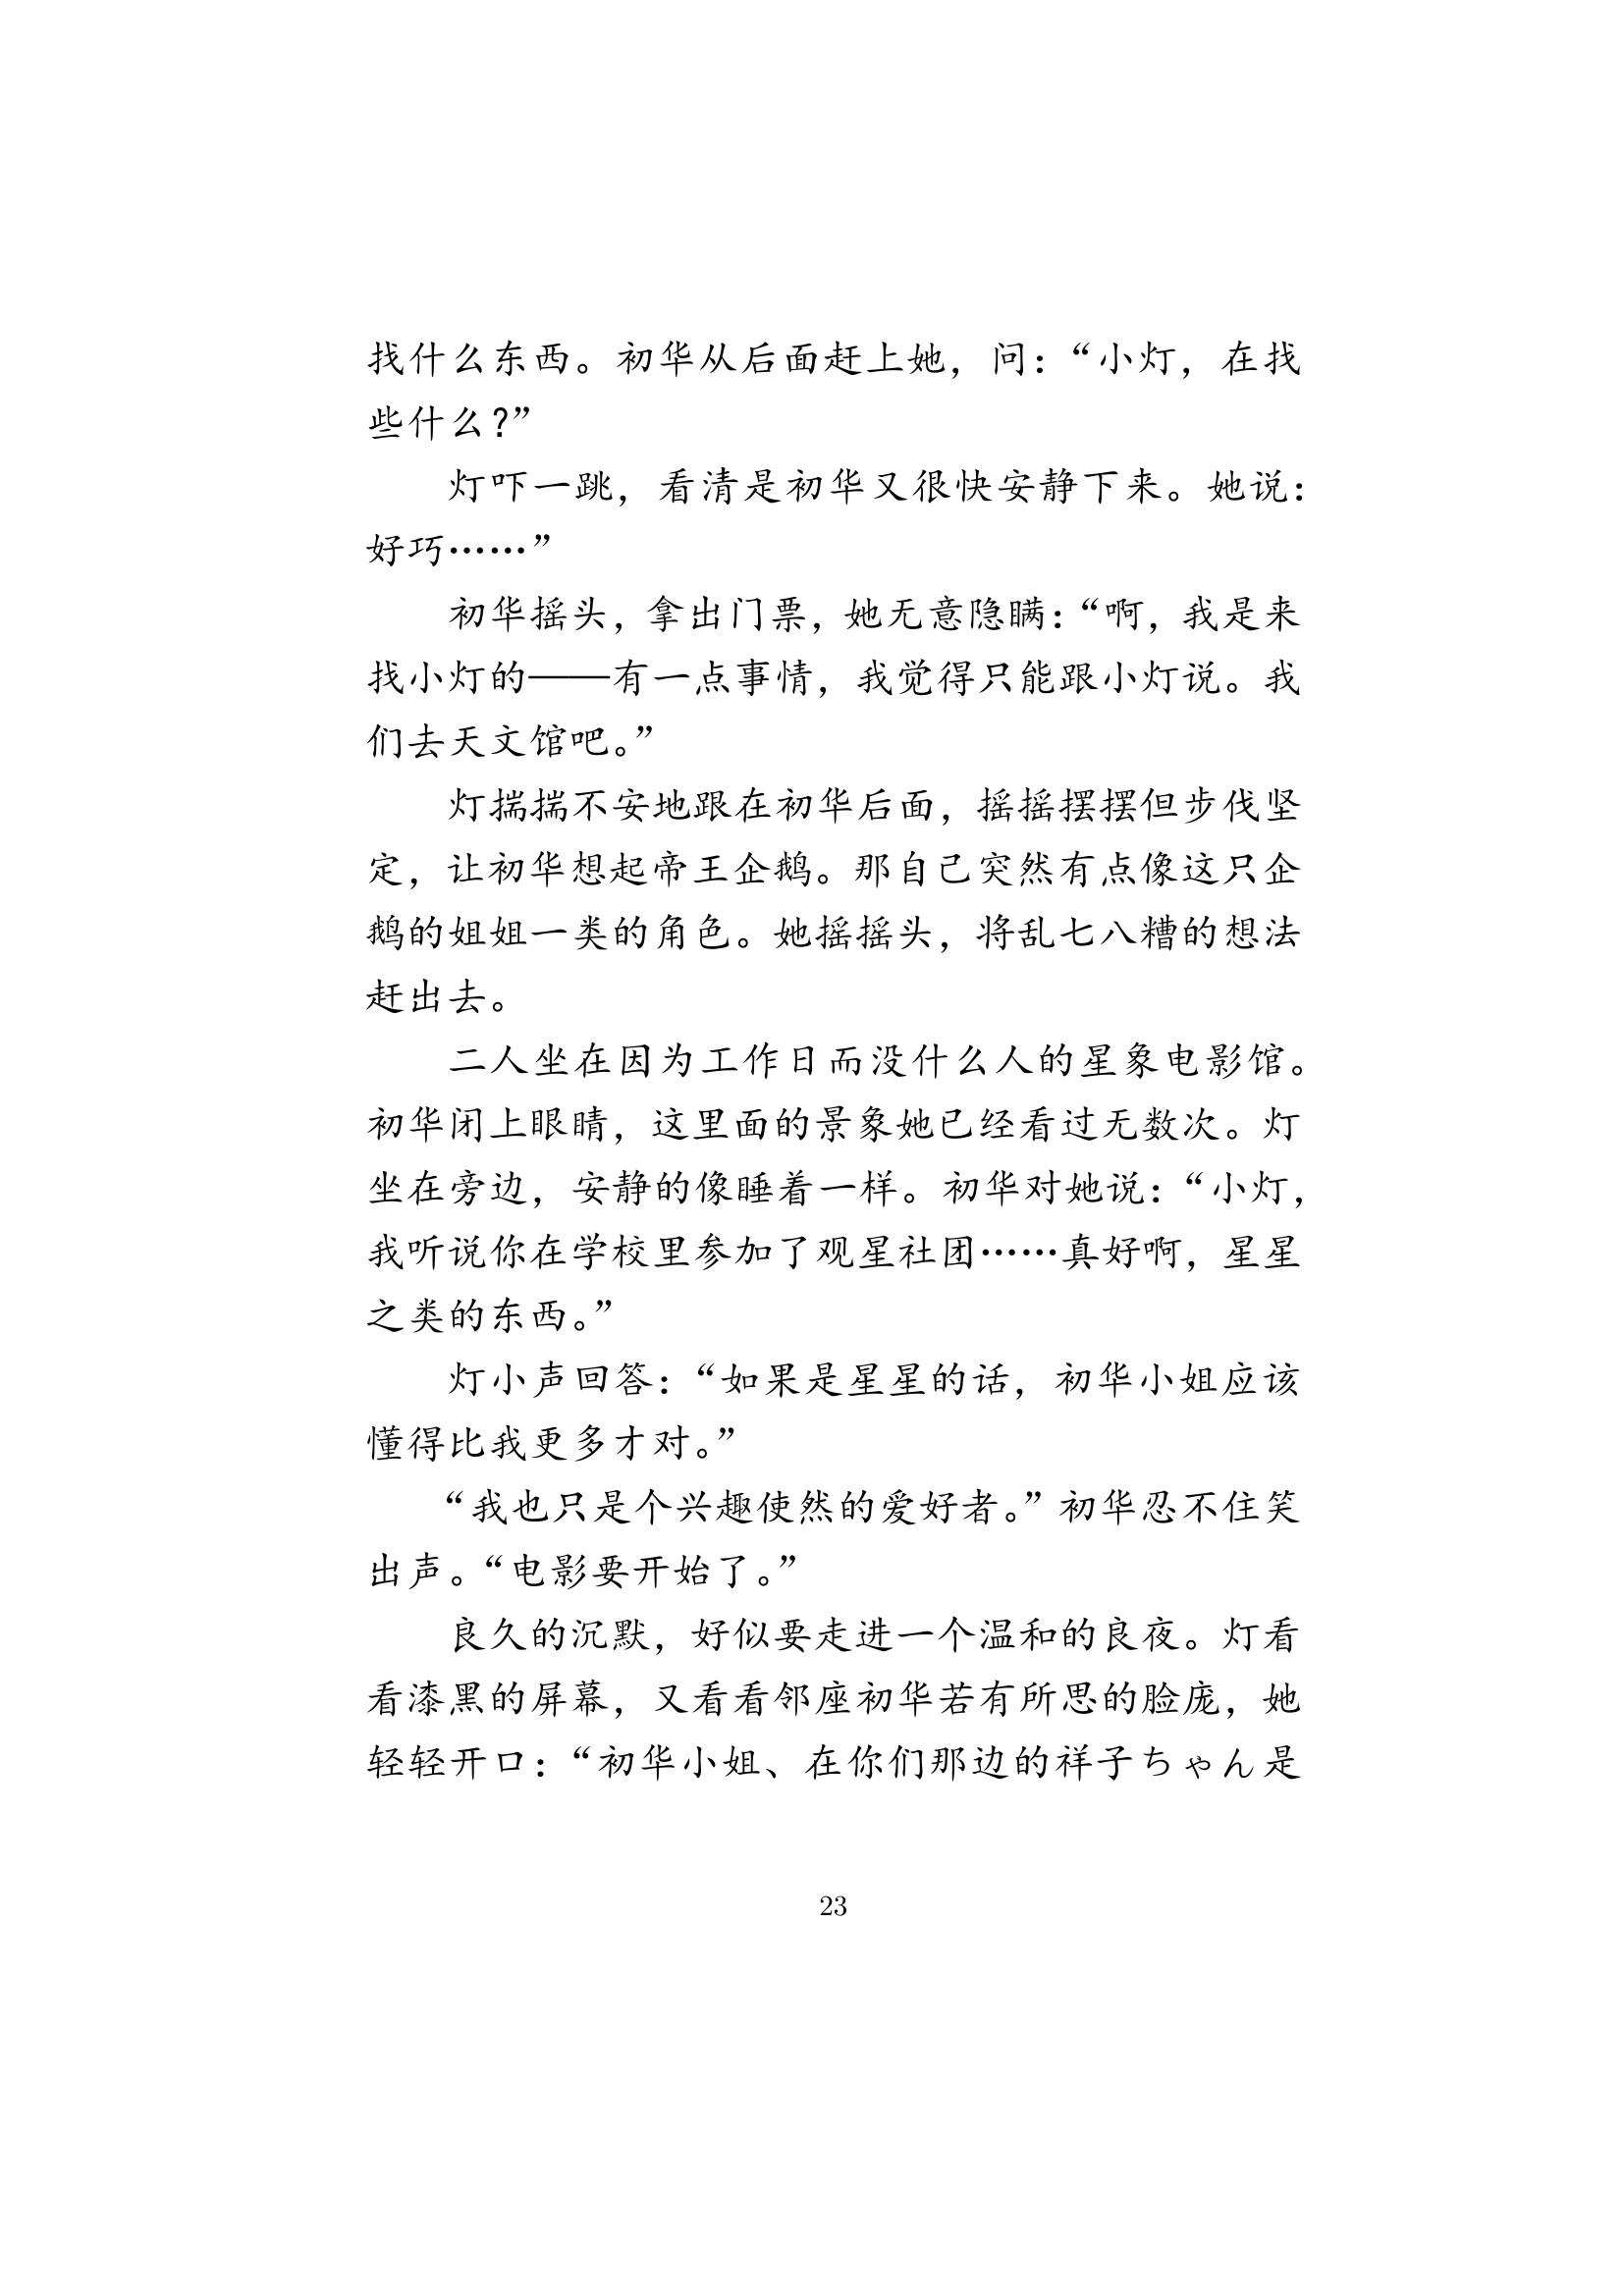 找什么东西。初华从后面赶上她，问：“小灯，在找
些什么？”
灯吓一跳，看清是初华又很快安静下来。她说：
好巧……”
初华摇头，拿出门票，她无意隐瞒：“啊，我是来
找小灯的——有一点事情，我觉得只能跟小灯说。我
们去天文馆吧。”
灯揣揣不安地跟在初华后面，摇摇摆摆但步伐坚
定，让初华想起帝王企鹅。那自己突然有点像这只企
鹅的姐姐一类的角色。她摇摇头，将乱七八糟的想法
赶出去。
二人坐在因为工作日而没什么人的星象电影馆。
初华闭上眼睛，这里面的景象她已经看过无数次。灯
坐在旁边，安静的像睡着一样。初华对她说：“小灯，
我听说你在学校里参加了观星社团……真好啊，星星
之类的东西。”
灯小声回答：“如果是星星的话，初华小姐应该
懂得比我更多才对。”
“我也只是个兴趣使然的爱好者。”初华忍不住笑
出声。“电影要开始了。”
良久的沉默，好似要走进一个温和的良夜。灯看
看漆黑的屏幕，又看看邻座初华若有所思的脸庞，她
轻轻开口：“初华小姐、在你们那边的祥子ちゃん是
23